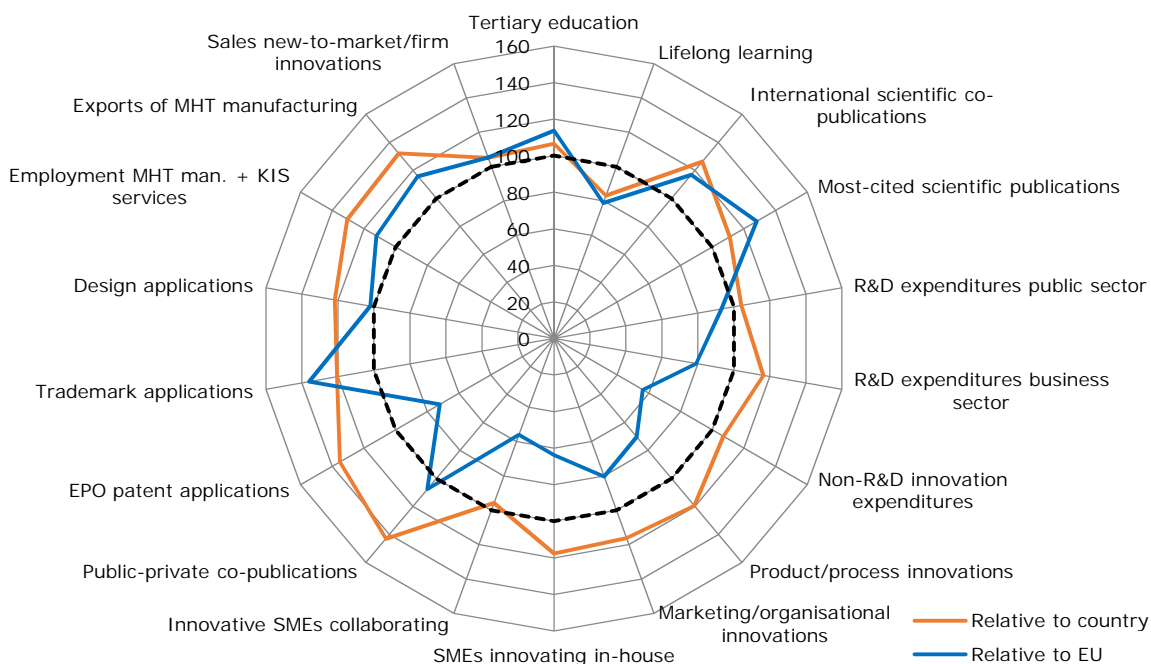 Tertiary education
Sales new-to-market/firm
innovations
Lifelong learning
Exports of MHT manufacturing
International scientific co-
publications
Employment MHT man. + KIS
services
Most-cited scientific publications
Design applications
R&D expenditures public sector
Trademark applications
R&D expenditures business
sector
EPO patent applications
Non-R&D innovation
expenditures
Public-private co-publications
Product/process innovations
Innovative SMEs collaborating
Marketing/organisational
innovations
SMEs innovating in-house
160
140
120
100
80
60
40
20
0
Relative to country
Relative to EU